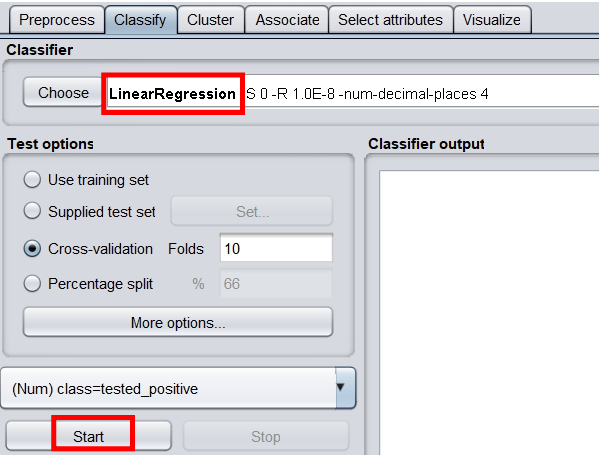 Preprocess Classify Cluster Associate Select attributes Visualize
Classifier
Choose LinearRegression S 0 -R 1.0E-8 -num-decimal-places 4
Test options
Use training set
Supplied test set Set...
Cross-validation Folds 10
Percentage split % 66
More options...
(Num) class=tested_positive
Start Stop
Classifier output